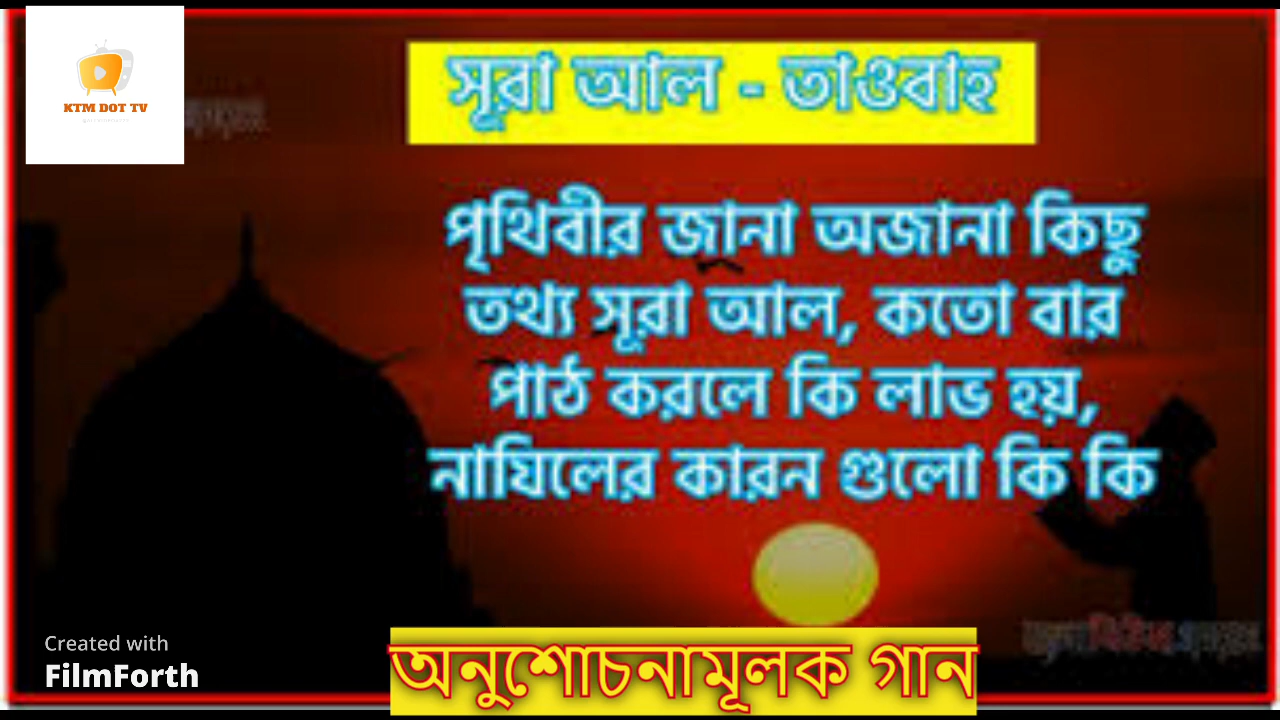 KTM DOT TV
সূরা আল - তাওবাহ
পৃথিবীর জানা অজানা কিছু
তথ্য সূরা আল, কতো বার
পাঠ করলে কি লাভ হয়,
নাযিলের কারন গুলো কি কি
Created with
FilmForth
অনুশোচনামূলক গান